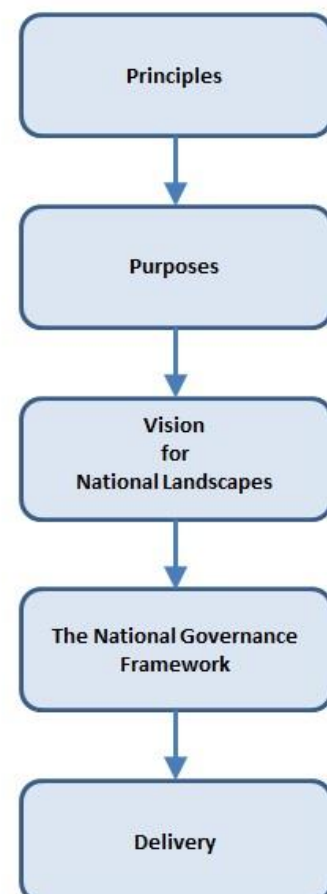 Principles
Purposes
Vision
for
National Landscapes
The National Governance
Framework
Delivery